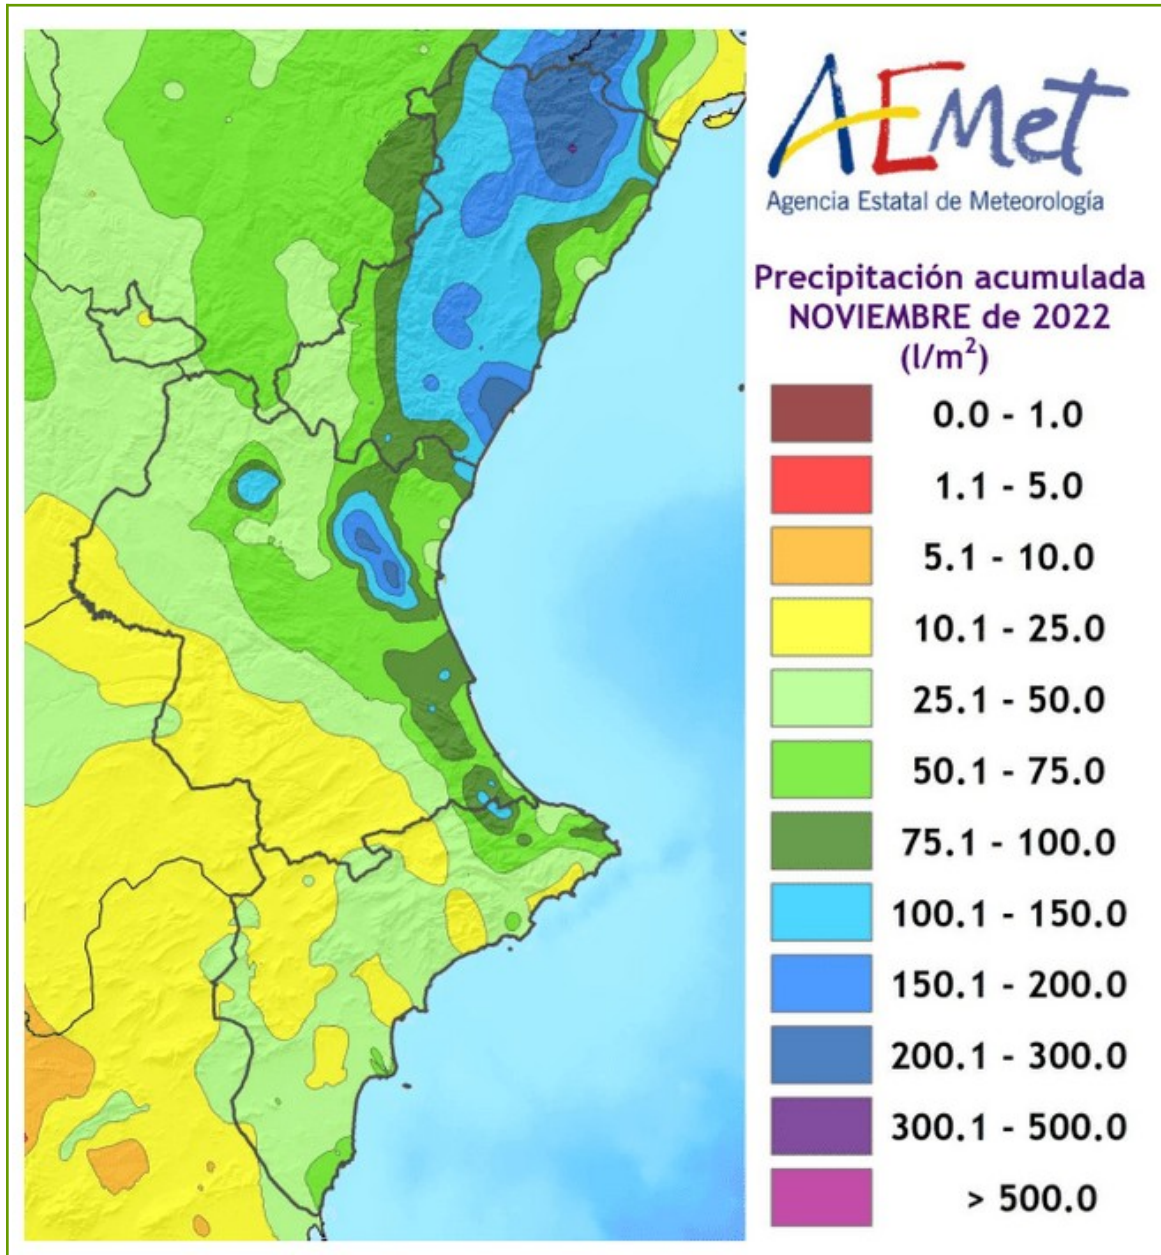 AEMet
Agencia Estatal de Meteorología
Precipitación acumulada
NOVIEMBRE de 2022
(l/m²)
0.0 - 1.0
1.1 - 5.0
5.1 - 10.0
10.1 - 25.0
25.1 - 50.0
50.1 - 75.0
75.1 - 100.0
100.1 - 150.0
150.1 - 200.0
200.1 - 300.0
300.1 - 500.0
> 500.0